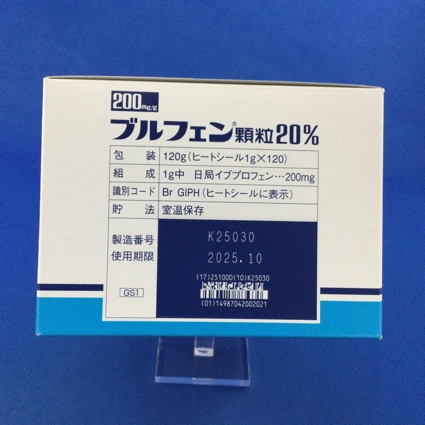 200mg/g
ブルフェン®顆粒20%
包 装 120g(ヒートシール1g×120)
組 成 1g中 日局イブプロフェン…200mg
識別コード Br GIPH(ヒートシールに表示)
貯 法 室温保存
製造番号 K25030
使用期限 2025.10
(17)251000(10)K25030
(01)14987042002021
GS1